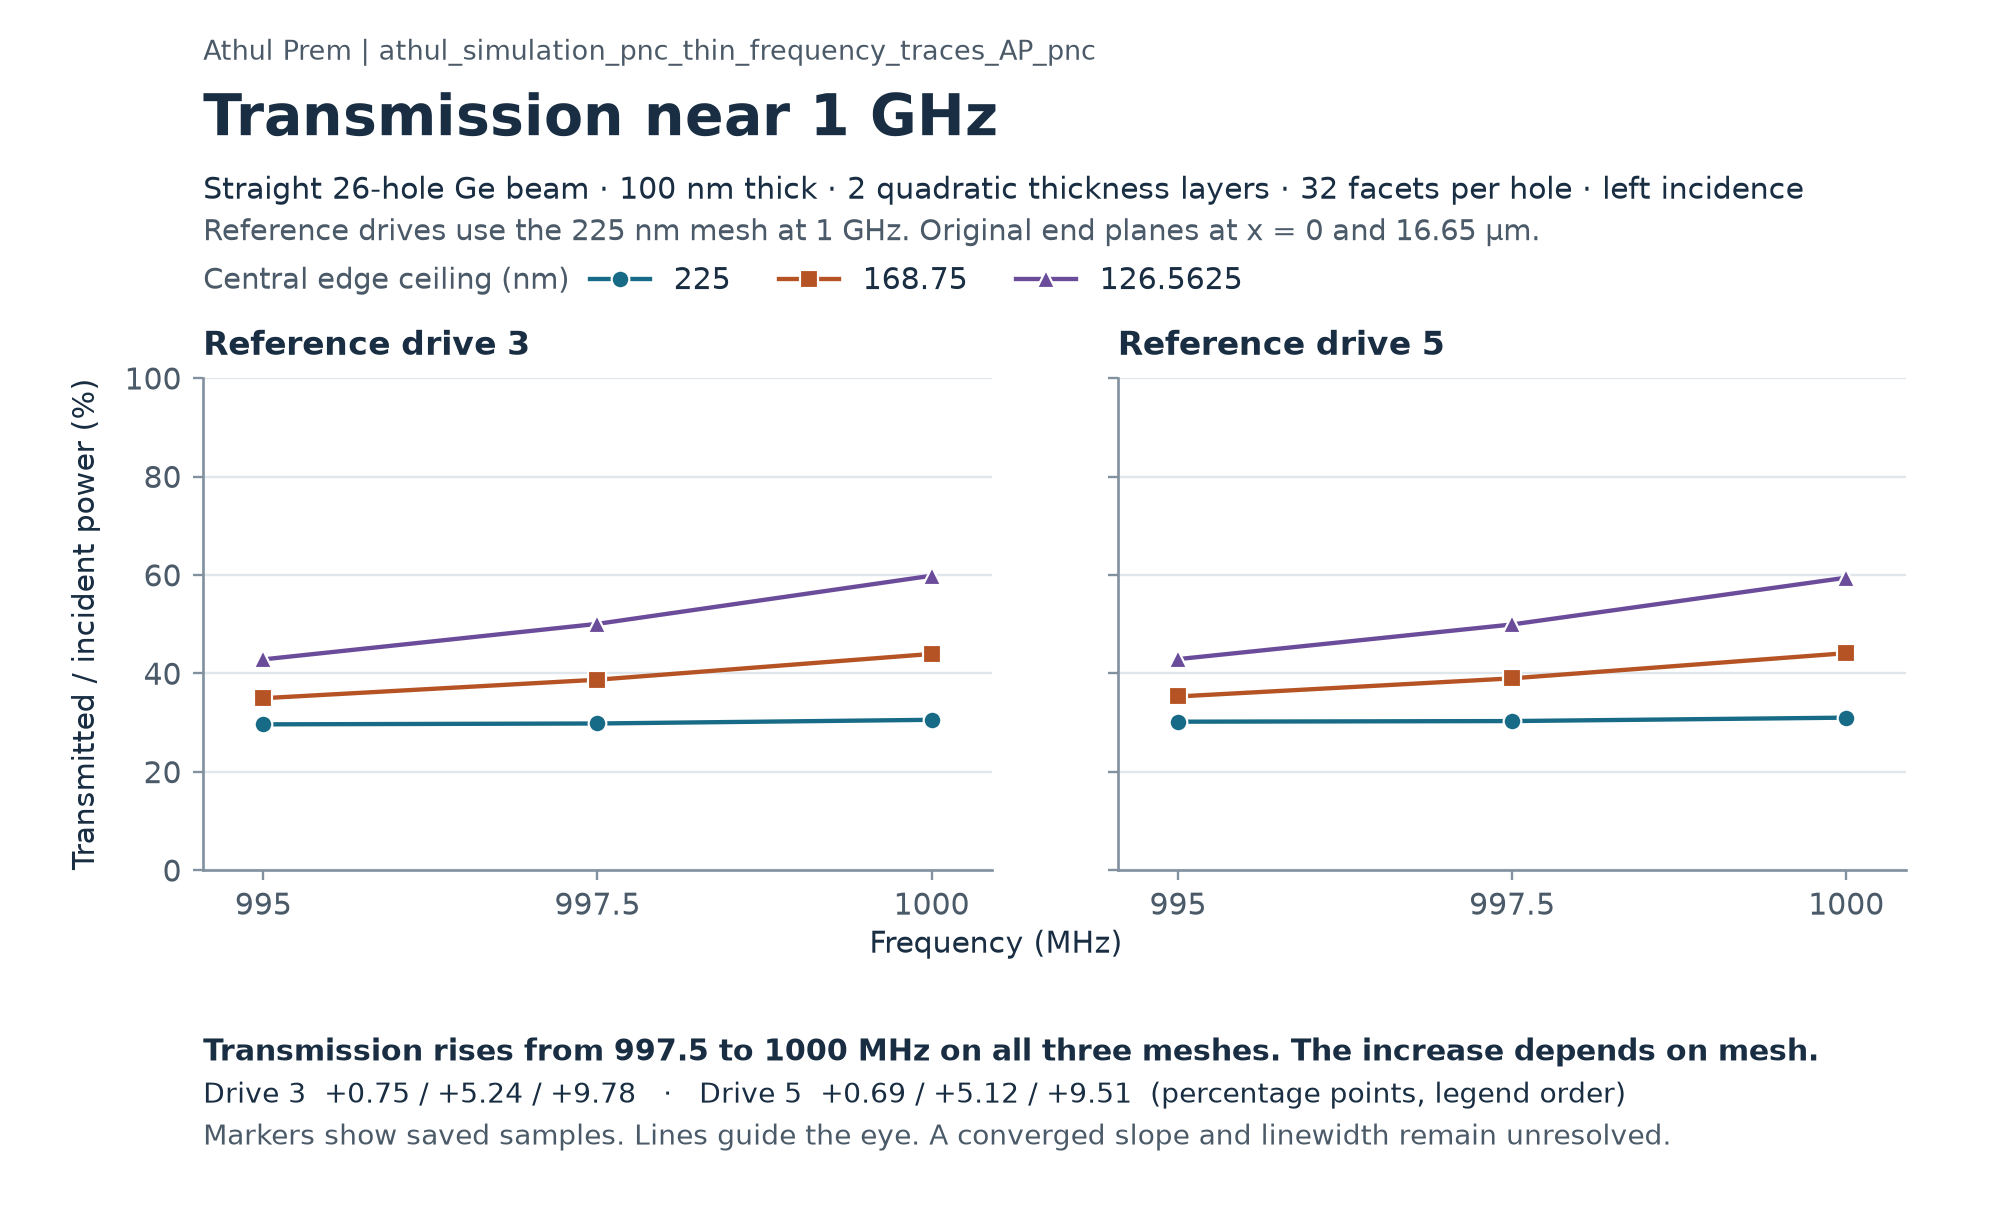 Athul Prem | athul_simulation_pnc_thin_frequency_traces_AP_pnc
Transmission near 1 GHz
Straight 26-hole Ge beam · 100 nm thick · 2 quadratic thickness layers · 32 facets per hole · left incidence
Reference drives use the 225 nm mesh at 1 GHz. Original end planes at x = 0 and 16.65 µm.
Central edge ceiling (nm) 225 168.75 126.5625
Reference drive 3
Reference drive 5
Transmitted / incident power (%)
100
80
60
40
20
0
995 997.5 1000
995 997.5 1000
Frequency (MHz)
Transmission rises from 997.5 to 1000 MHz on all three meshes. The increase depends on mesh.
Drive 3 +0.75 / +5.24 / +9.78 · Drive 5 +0.69 / +5.12 / +9.51 (percentage points, legend order)
Markers show saved samples. Lines guide the eye. A converged slope and linewidth remain unresolved.